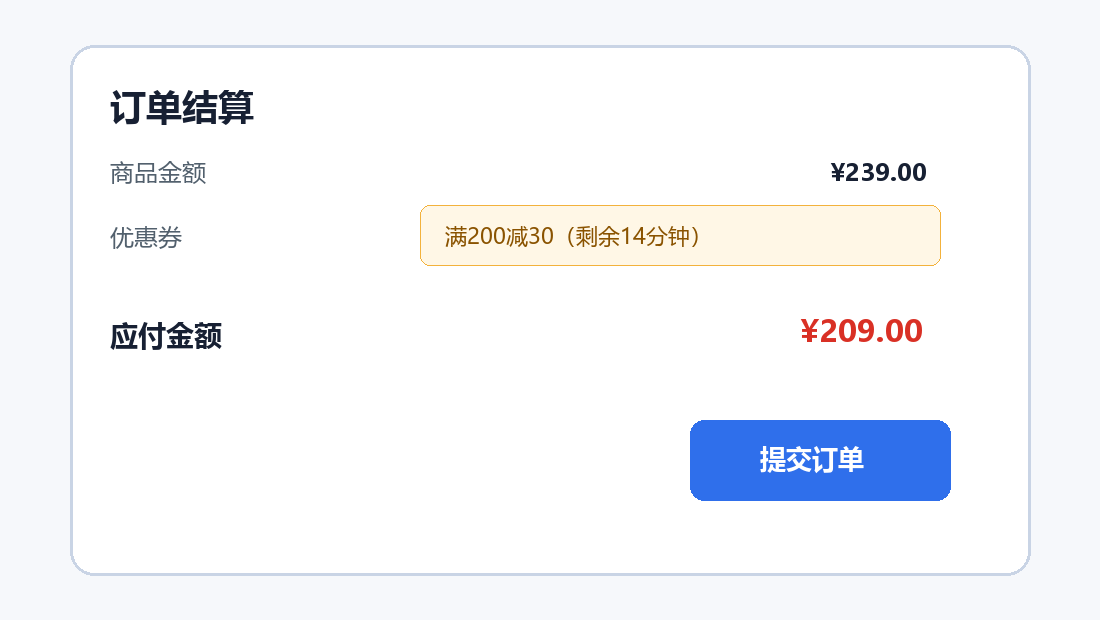 订单结算
商品金额 ¥239.00
优惠券 满200减30（剩余14分钟）
应付金额 ¥209.00
提交订单